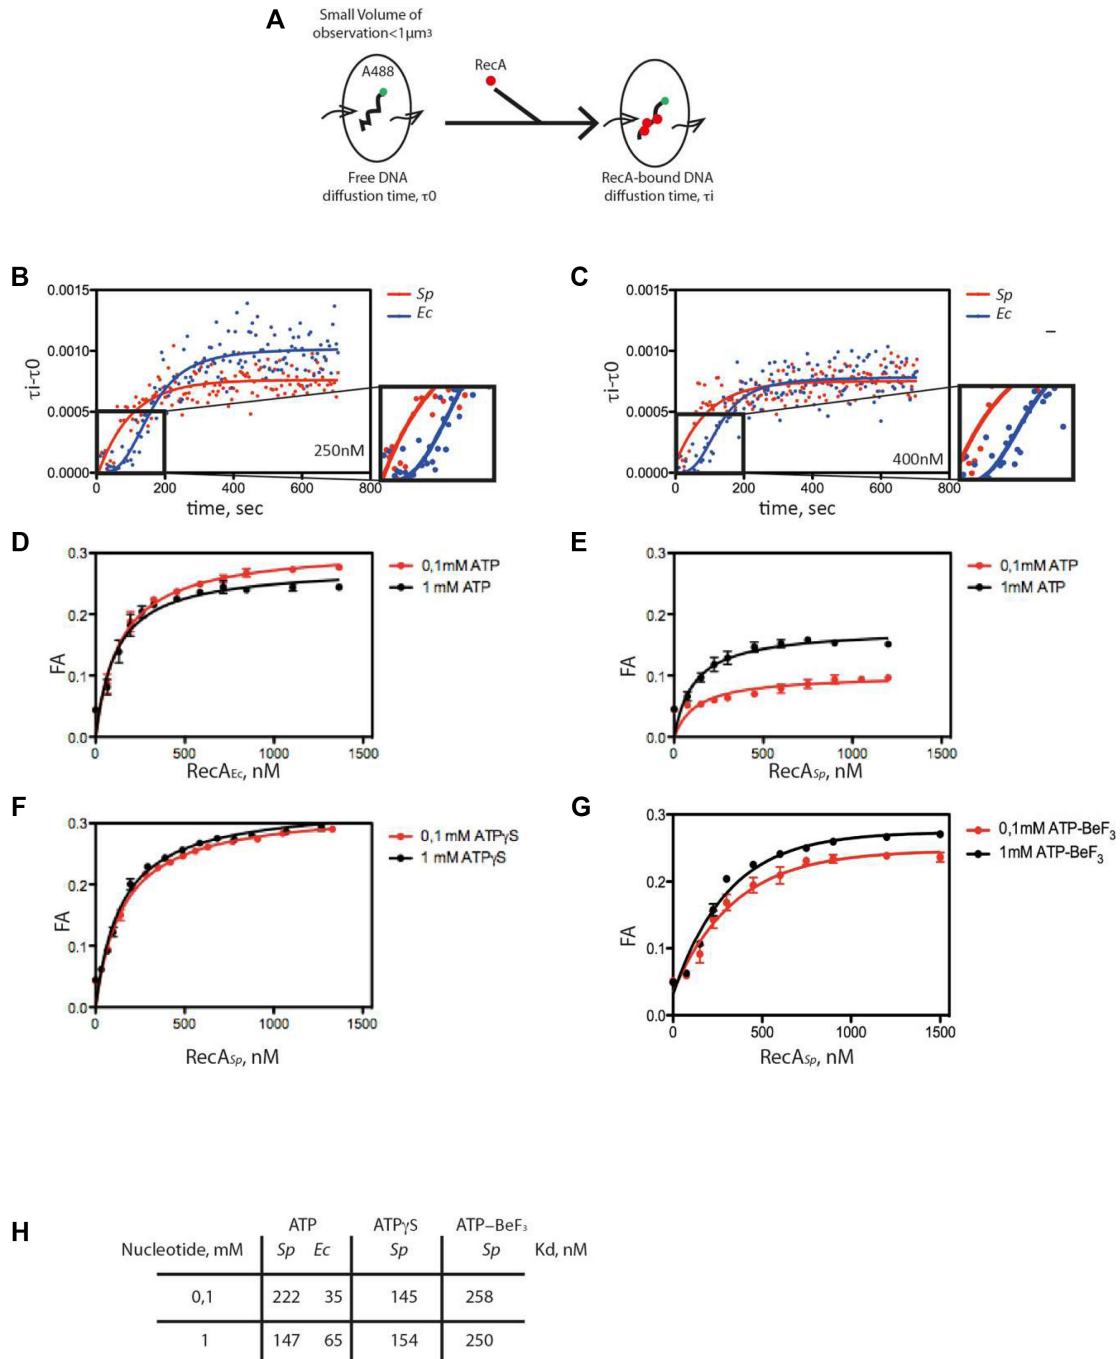 A
Small Volume of
observation<1µm3
A488
RecA
Free DNA
diffustion time, τ0
RecA-bound DNA
diffustion time, τi
B
0.0015
0.0010
0.0005
0.0000
τi-τ0
0 200 400 600 800
time, sec
250nM
Sp
Ec
C
0.0015
0.0010
0.0005
0.0000
τi-τ0
0 200 400 600 800
time, sec
400nM
Sp
Ec
D
0.3
0.2
0.1
0.0
FA
0 500 1000 1500
RecAEc, nM
0,1mM ATP
1 mM ATP
E
0.3
0.2
0.1
0.0
FA
0 500 1000 1500
RecASp, nM
0,1mM ATP
1mM ATP
F
0.3
0.2
0.1
0.0
FA
0 500 1000 1500
RecASp, nM
0,1 mM ATPγS
1 mM ATPγS
G
0.3
0.2
0.1
0.0
FA
0 500 1000 1500
RecASp, nM
0,1mM ATP-BeF3
1mM ATP-BeF3
H
ATP ATPγS ATP–BeF3
Nucleotide, mM Sp Ec Sp Sp Kd, nM
0,1 222 35 145 258
1 147 65 154 250